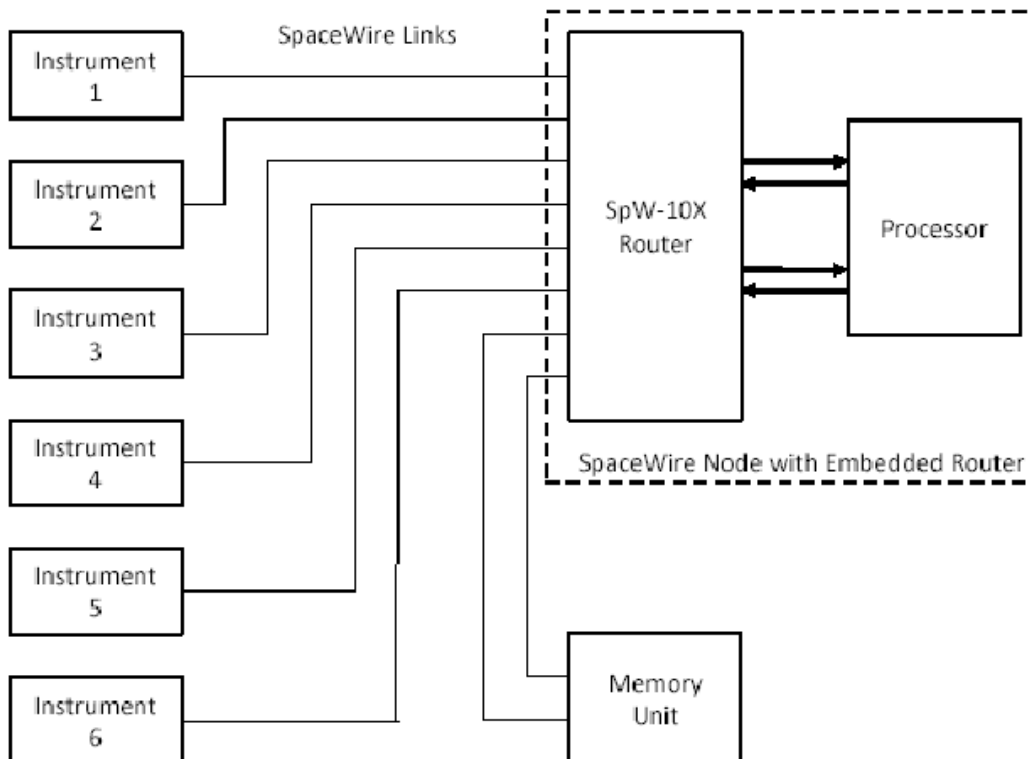 SpaceWire Links
Instrument
1
Instrument
2
Instrument
3
Instrument
4
Instrument
5
Instrument
6
SpW-10X
Router
Processor
SpaceWire Node with Embedded Router
Memory
Unit